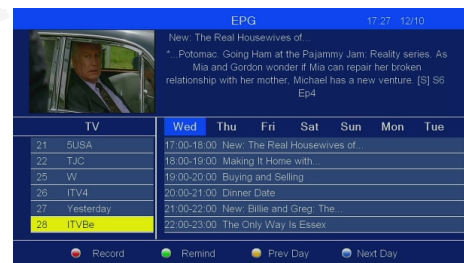 EPG
17:27 12/10
New: The Real Housewives of...
"...Potomac. Going Ham at the Pajammy Jam: Reality series. As
Mia and Gordon wonder if Mia can repair her broken
relationship with her mother, Michael has a new venture. [S] S6
Ep4
TV
Wed Thu Fri Sat Sun Mon Tue
21 5USA
22 TJC
25 W
26 ITV4
27 Yesterday
28 ITVBe
17:00-18:00 New: The Real Housewives of...
18:00-19:00 Making It Home with...
19:00-20:00 Buying and Selling
20:00-21:00 Dinner Date
21:00-22:00 New: Billie and Greg: The...
22:00-23:00 The Only Way Is Essex
Record Remind Prev Day Next Day